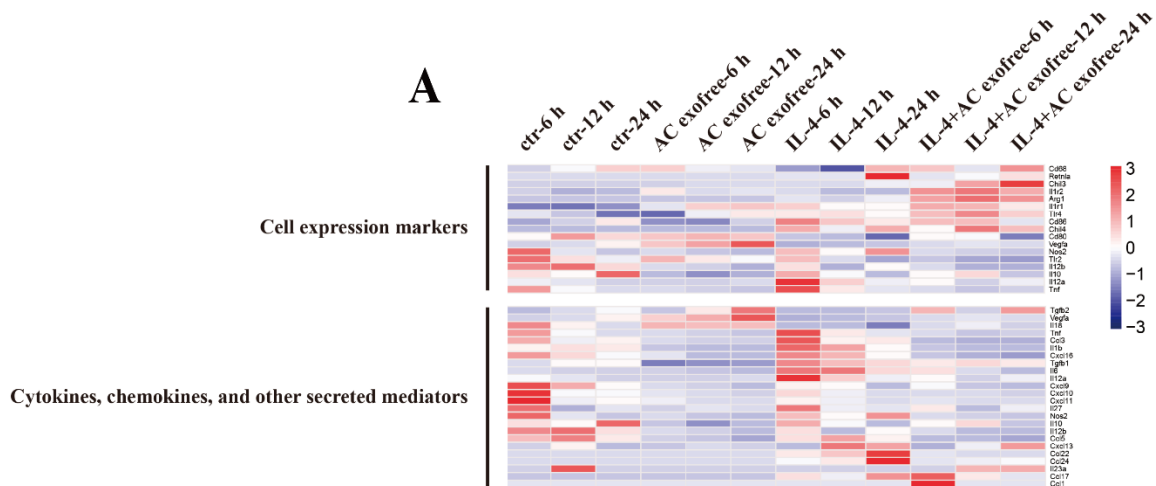 A
ctr-6 h
ctr-12 h
ctr-24 h
AC exofree-6 h
AC exofree-12 h
AC exofree-24 h
IL-4-6 h
IL-4-12 h
IL-4-24 h
IL-4+AC exofree-6 h
IL-4+AC exofree-12 h
IL-4+AC exofree-24 h
Cell expression markers
Cd68
Retnla
Chil3
Il1r2
Arg1
Il1r1
Tlr4
Cd86
Chil4
Cd80
Vegfa
Nos2
Tlr2
Il12b
Il10
Il12a
Tnf
3
2
1
0
−1
−2
−3
Cytokines, chemokines, and other secreted mediators
Tgfb2
Vegfa
Il18
Tnf
Ccl3
Il1b
Cxcl16
Tgfb1
Il6
Il12a
Cxcl9
Cxcl10
Cxcl11
Il27
Nos2
Il10
Il12b
Ccl5
Cxcl13
Ccl22
Ccl24
Il23a
Ccl17
Ccl1